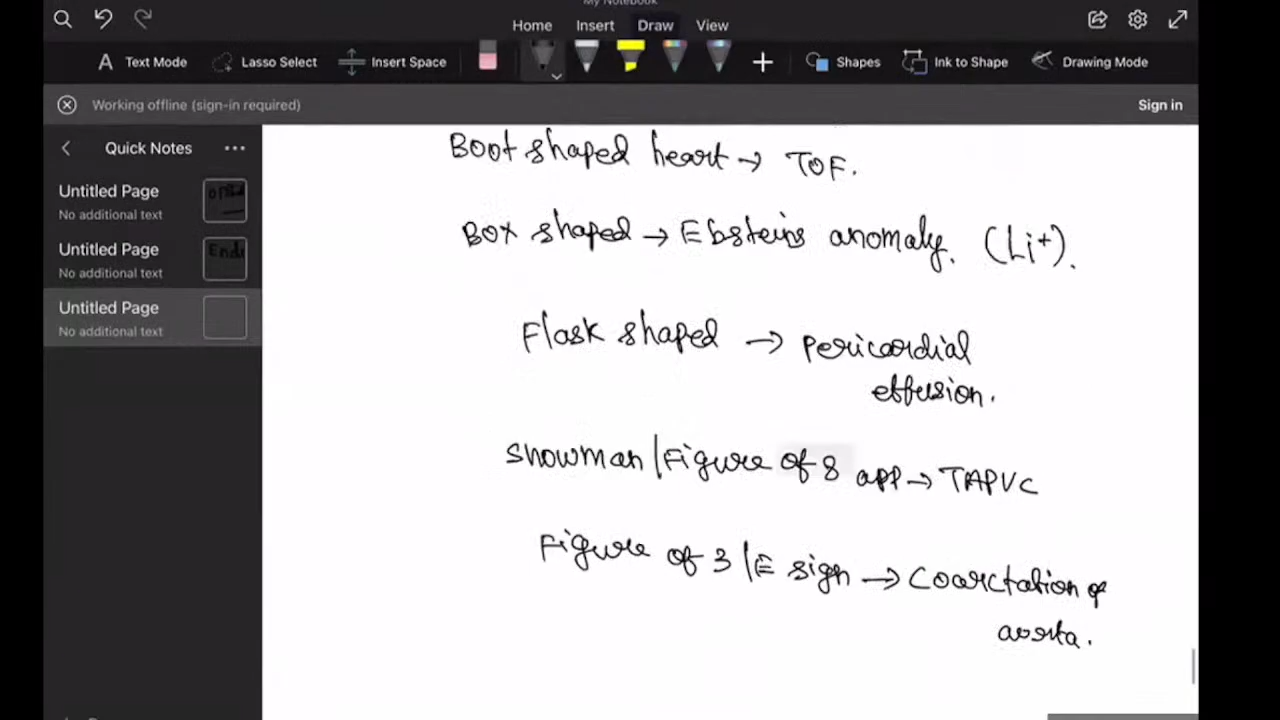 My Notebook
Home Insert Draw View
Text Mode Lasso Select Insert Space Shapes Ink to Shape Drawing Mode
Working offline (sign-in required) Sign in
Quick Notes
Untitled Page
No additional text
Untitled Page
No additional text
Untitled Page
No additional text
Boot shaped heart → TOF.
Box shaped → Ebsteins anomaly. (Li+).
Flask shaped → pericardial
effusion.
Snowman / Figure of 8 app → TAPVC
Figure of 3 / E sign → Coarctation of
aorta.